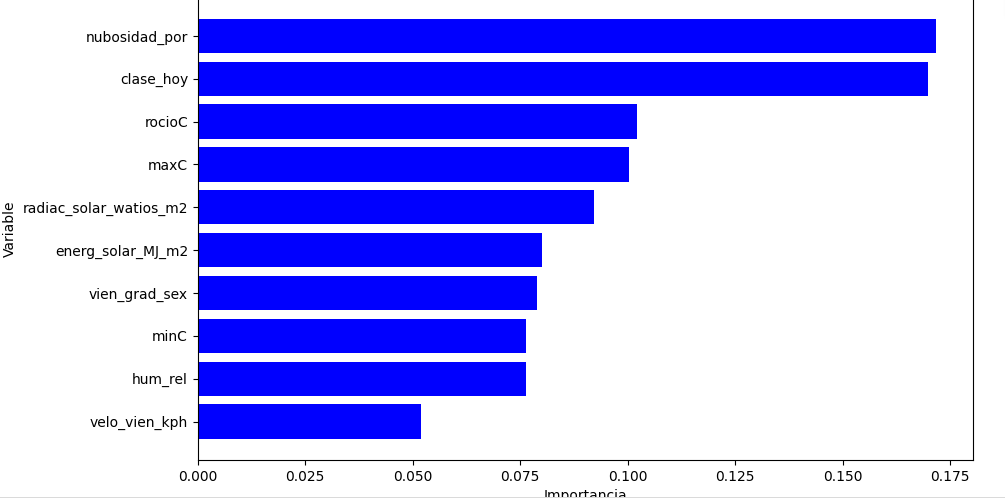 nubosidad_por
clase_hoy
rocioC
maxC
radiac_solar_watios_m2
energ_solar_MJ_m2
vien_grad_sex
minC
hum_rel
velo_vien_kph
Variable
0.000 0.025 0.050 0.075 0.100 0.125 0.150 0.175
Importancia